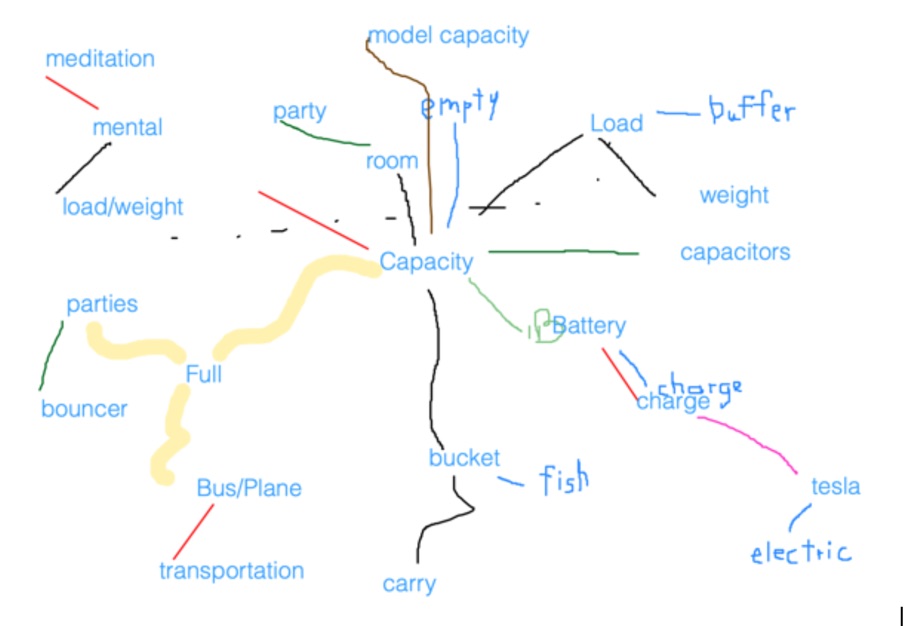 model capacity
meditation
empty
party
Load
buffer
mental
room
load/weight
weight
capacitors
Capacity
parties
Battery
Full
charge
charge
bouncer
bucket
fish
Bus/Plane
tesla
electric
transportation
carry